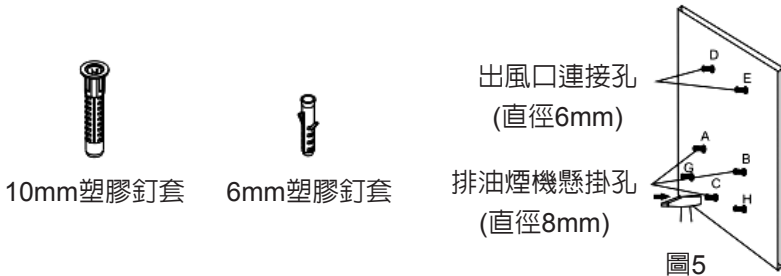 10mm塑膠釘套
6mm塑膠釘套
出風口連接孔
(直徑6mm)
排油煙機懸掛孔
(直徑8mm)
D
E
A
B
G
C
H
圖5